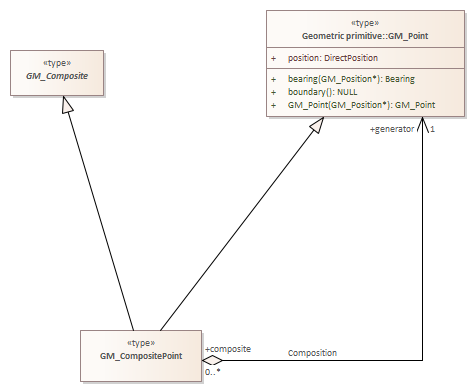 «type»
GM_Composite
«type»
Geometric primitive::GM_Point
+ position: DirectPosition
+ bearing(GM_Position*): Bearing
+ boundary(): NULL
+ GM_Point(GM_Position*): GM_Point
+generator 1
«type»
GM_CompositePoint
+composite
0..*
Composition